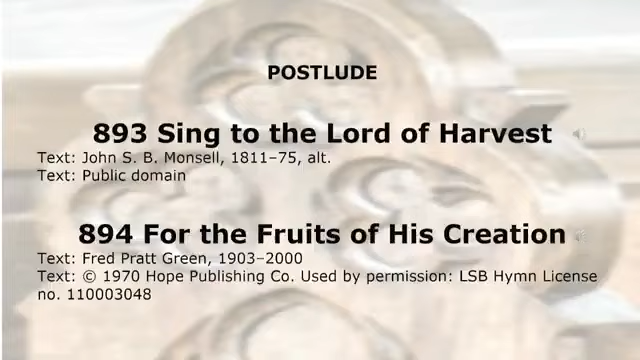 POSTLUDE
893 Sing to the Lord of Harvest
Text: John S. B. Monsell, 1811–75, alt.
Text: Public domain
894 For the Fruits of His Creation
Text: Fred Pratt Green, 1903–2000
Text: © 1970 Hope Publishing Co. Used by permission: LSB Hymn License
no. 110003048